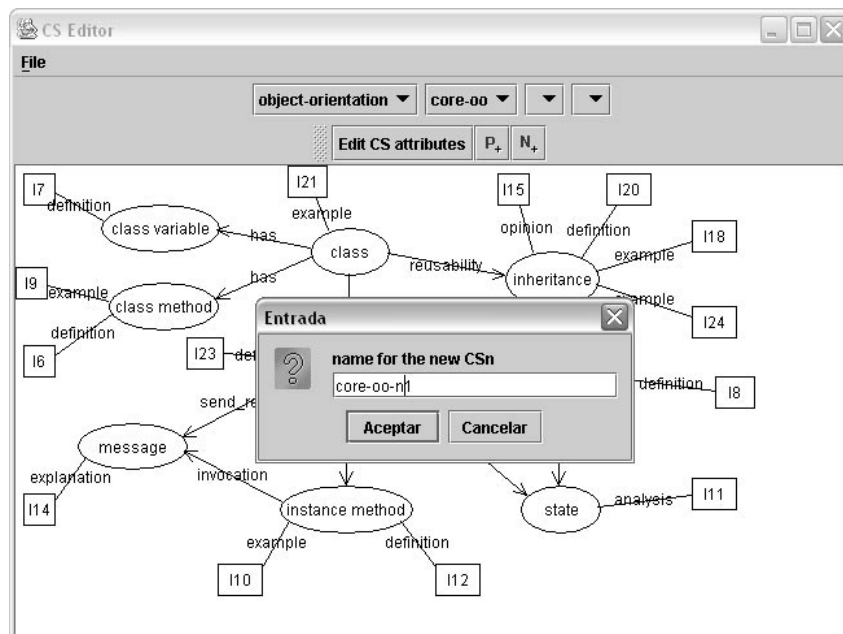 CS Editor
File
object-orientation core-oo
Edit CS attributes P+ N+
I7 I21 I15 I20
definition example opinion definition
class variable has class reusability inheritance example I18
I9 example class method has example I24
definition
I6 I23 definition I8
Entrada
name for the new CSn
core-oo-n1
Aceptar Cancelar
message
explanation invocation
I14 instance method state analysis I11
example definition
I10 I12